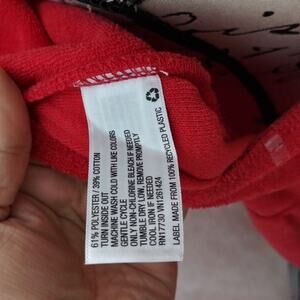 61% POLYESTER, 39% COTTON
TURN INSIDE OUT
MACHINE WASH COLD WITH LIKE COLORS
GENTLE CYCLE
ONLY NON-CHLORINE BLEACH IF NEEDED
TUMBLE DRY LOW, REMOVE PROMPTLY
COOL IRON IF NEEDED
RN17730 VN1261424
LABEL MADE FROM 100% RECYCLED PLASTIC